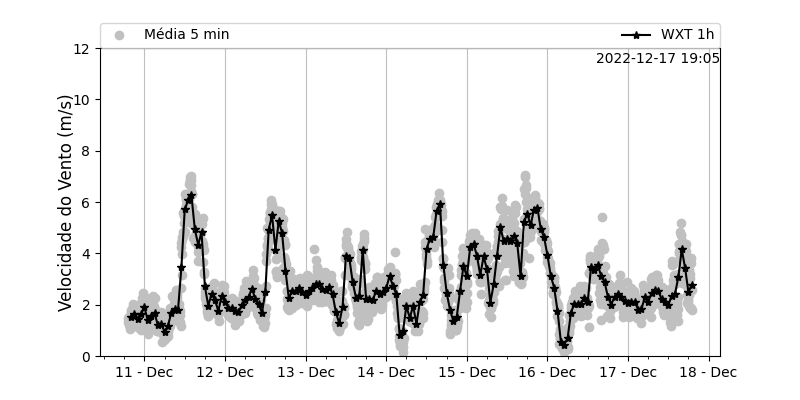 Média 5 min
WXT 1h
2022-12-17 19:05
Velocidade do Vento (m/s)
12
10
8
6
4
2
0
11 - Dec
12 - Dec
13 - Dec
14 - Dec
15 - Dec
16 - Dec
17 - Dec
18 - Dec